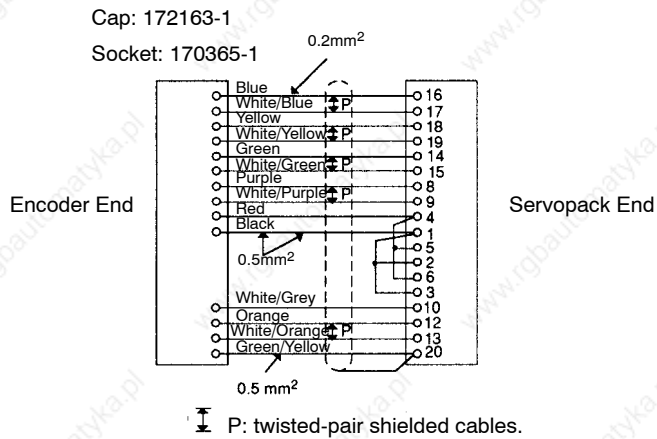 Cap: 172163-1
Socket: 170365-1
0.2mm²
Blue
White/Blue P
Yellow
White/Yellow P
Green
White/Green P
Purple
White/Purple P
Red
Black
0.5mm²
White/Grey
Orange
White/Orange P
Green/Yellow
0.5 mm²
16
17
18
19
14
15
8
9
4
1
5
2
6
3
10
12
13
20
Encoder End
Servopack End
P: twisted-pair shielded cables.
www.rgbautomatyka.pl